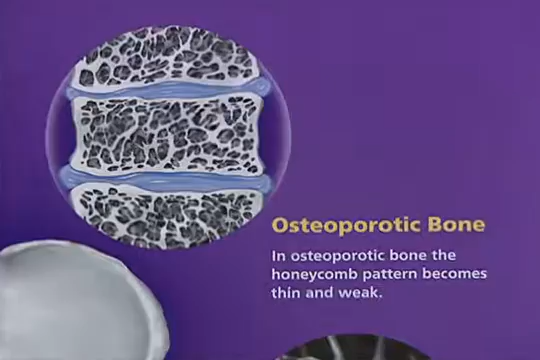 Osteoporotic Bone
In osteoporotic bone the
honeycomb pattern becomes
thin and weak.